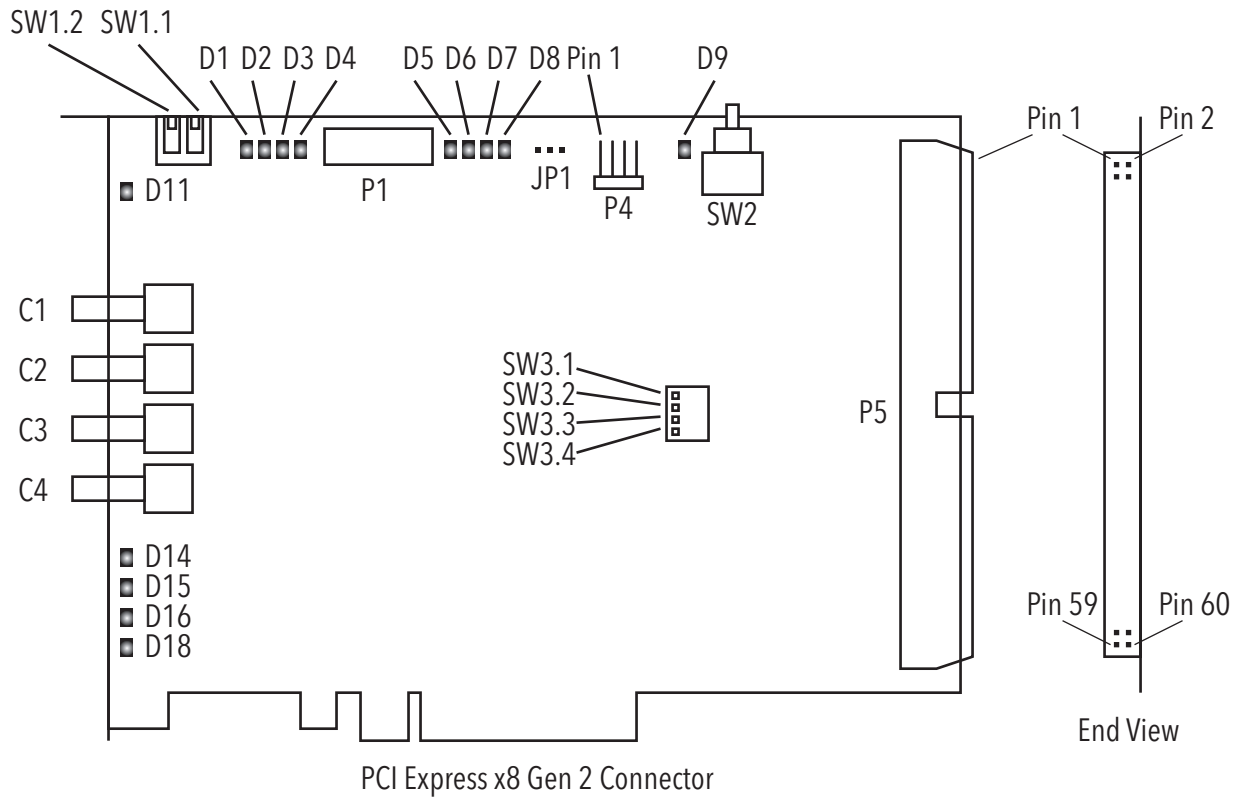 SW1.2 SW1.1
D1 D2 D3 D4 D5 D6 D7 D8 Pin 1 D9
Pin 1 Pin 2
D11 P1 JP1 P4 SW2
C1
C2
C3
C4
SW3.1
SW3.2
SW3.3
SW3.4
P5
D14
D15
D16
D18
Pin 59 Pin 60
End View
PCI Express x8 Gen 2 Connector